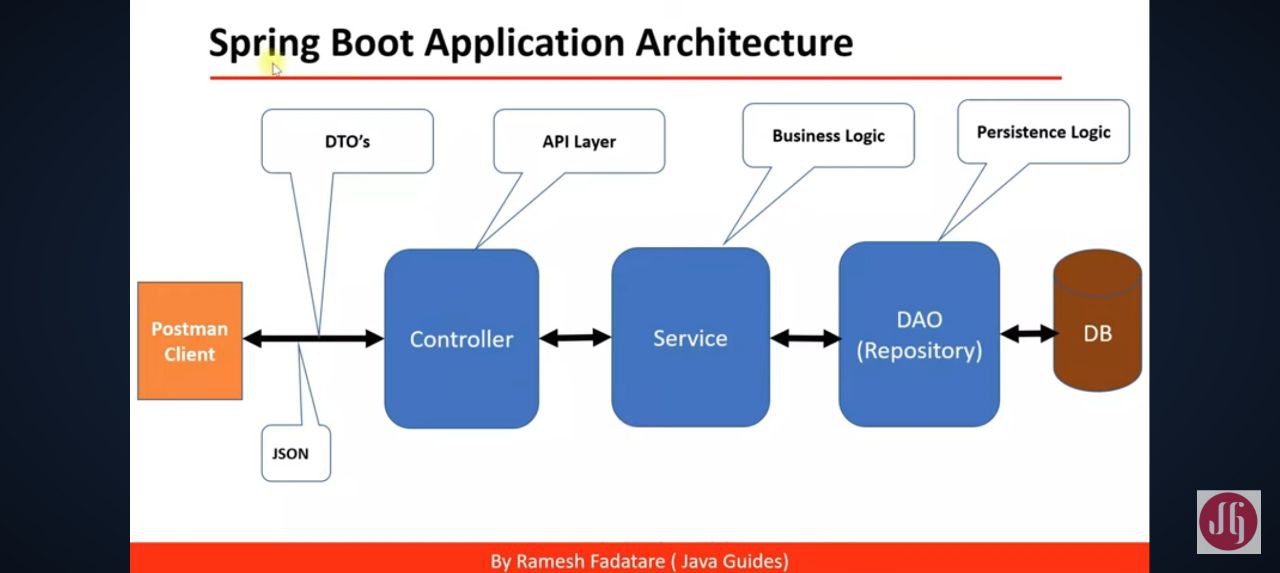 Spring Boot Application Architecture
DTO's
API Layer
Business Logic
Persistence Logic
Postman
Client
Controller
Service
DAO
(Repository)
DB
JSON
By Ramesh Fadatare ( Java Guides)
JG